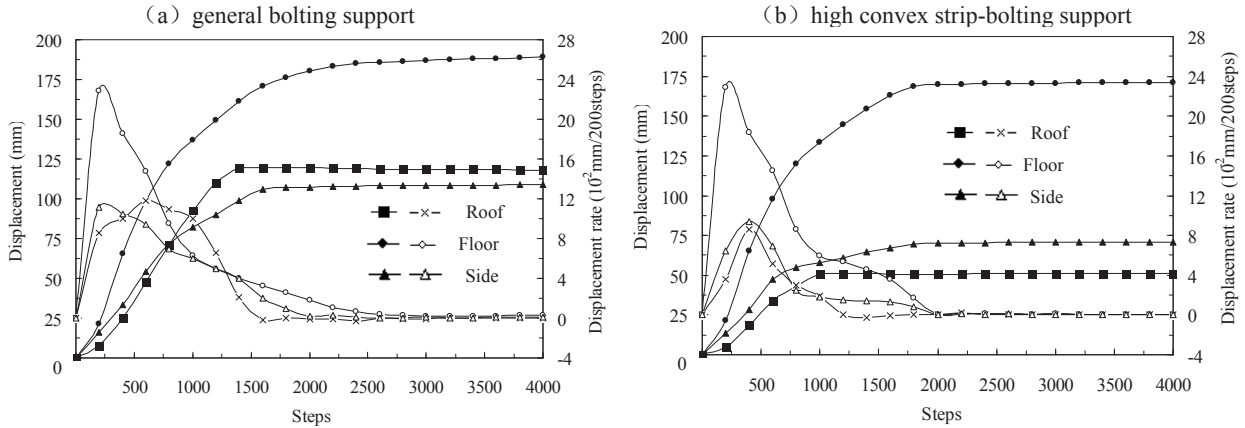 （a）general bolting support
200
175
150
125
100
75
50
25
0
Displacement (mm)
28
24
20
16
12
8
4
0
-4
Displacement rate (10⁻²mm/200steps)
Roof
Floor
Side
500 1000 1500 2000 2500 3000 3500 4000
Steps
（b）high convex strip-bolting support
200
175
150
125
100
75
50
25
0
Displacement (mm)
28
24
20
16
12
8
4
0
-4
Displacement rate (10⁻²mm/200steps)
Roof
Floor
Side
500 1000 1500 2000 2500 3000 3500 4000
Steps